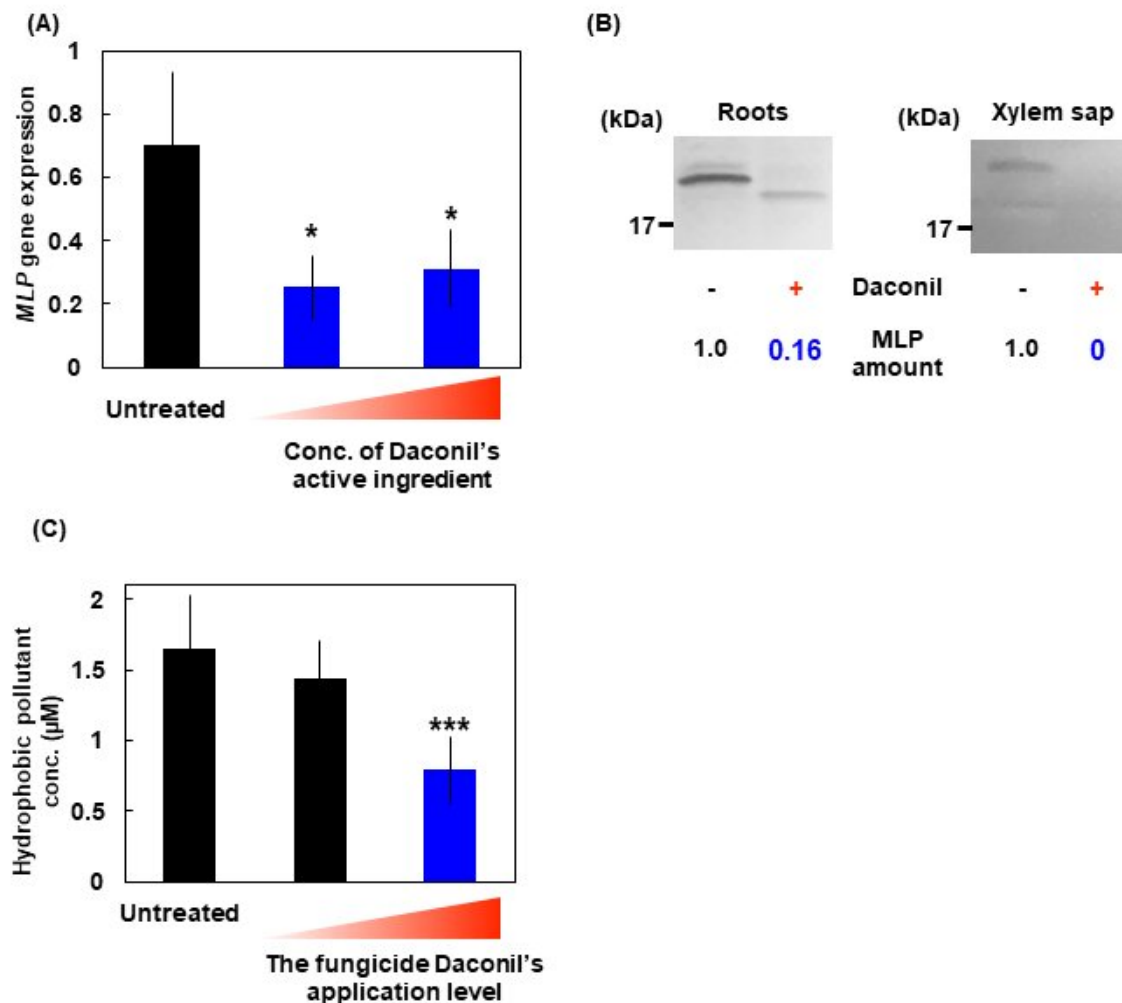 (A)
1
0.8
0.6
0.4
0.2
0
MLP gene expression
*
*
Untreated
Conc. of Daconil's
active ingredient
(B)
(kDa)
Roots
17
(kDa)
Xylem sap
17
- + Daconil - +
1.0 0.16 MLP amount 1.0 0
(C)
2
1.5
1
0.5
0
Hydrophobic pollutant
conc. (μM)
***
Untreated
The fungicide Daconil's
application level